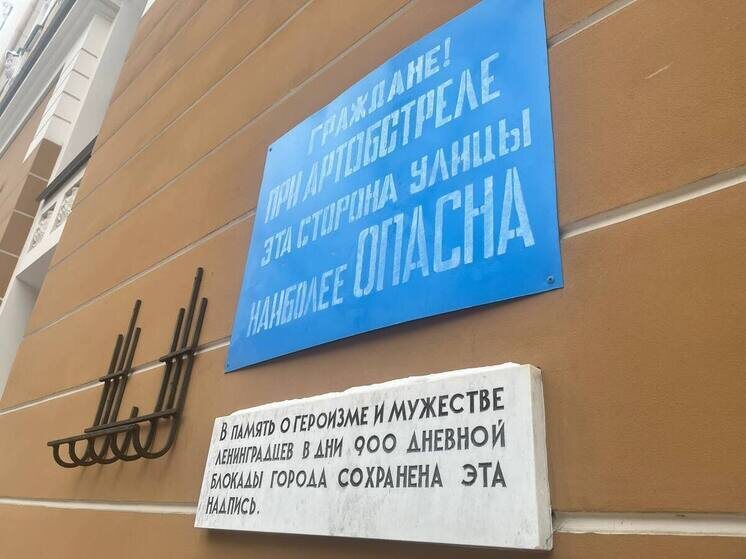 ГРАЖДАНЕ!
ПРИ АРТОБСТРЕЛЕ
ЭТА СТОРОНА УЛИЦЫ
НАИБОЛЕЕ ОПАСНА
В ПАМЯТЬ О ГЕРОИЗМЕ И МУЖЕСТВЕ
ЛЕНИНГРАДЦЕВ В ДНИ 900 ДНЕВНОЙ
БЛОКАДЫ ГОРОДА СОХРАНЕНА ЭТА
НАДПИСЬ.